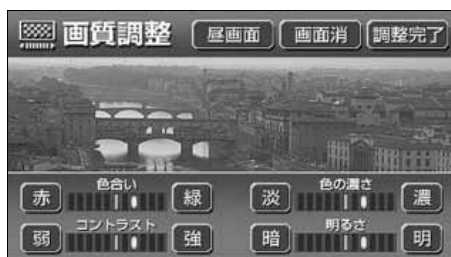 画質調整 昼画面 画面消 調整完了
赤 色合い 緑 淡 色の濃さ 濃
弱 コントラスト 強 暗 明るさ 明